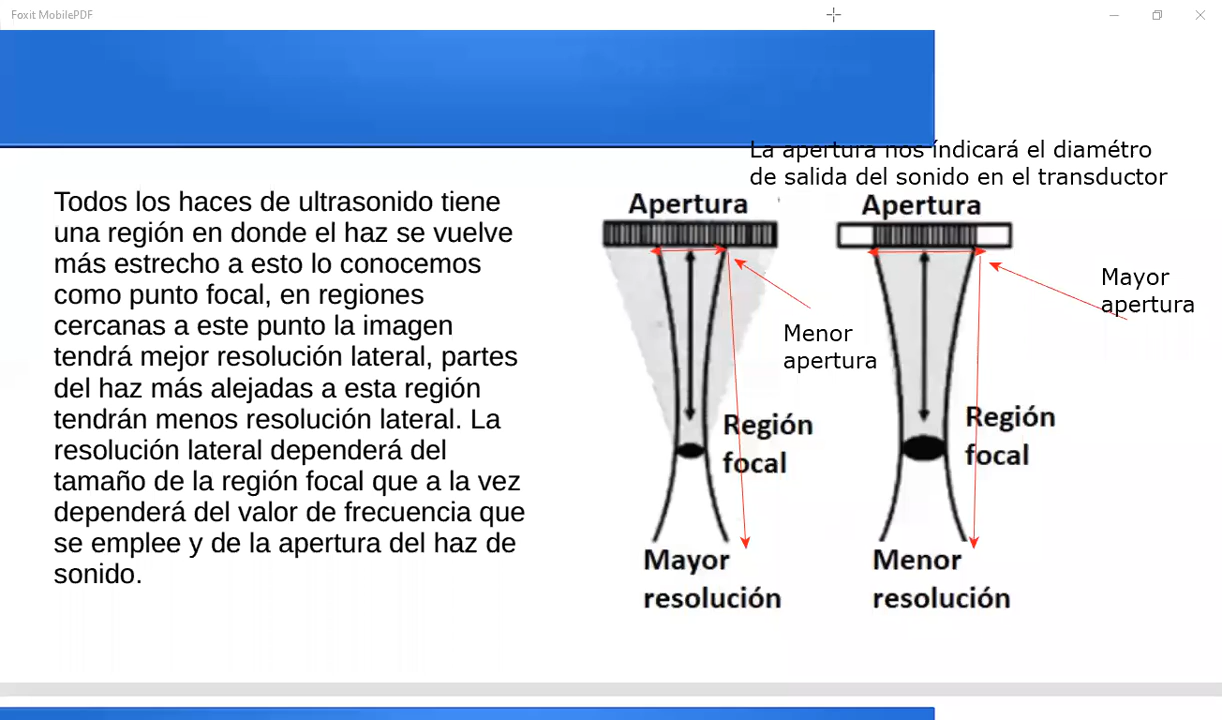 Foxit MobilePDF
La apertura nos índicará el diamétro
de salida del sonido en el transductor
Todos los haces de ultrasonido tiene
una región en donde el haz se vuelve
más estrecho a esto lo conocemos
como punto focal, en regiones
cercanas a este punto la imagen
tendrá mejor resolución lateral, partes
del haz más alejadas a esta región
tendrán menos resolución lateral. La
resolución lateral dependerá del
tamaño de la región focal que a la vez
dependerá del valor de frecuencia que
se emplee y de la apertura del haz de
sonido.
Apertura
Menor
apertura
Región
focal
Mayor
resolución
Apertura
Mayor
apertura
Región
focal
Menor
resolución